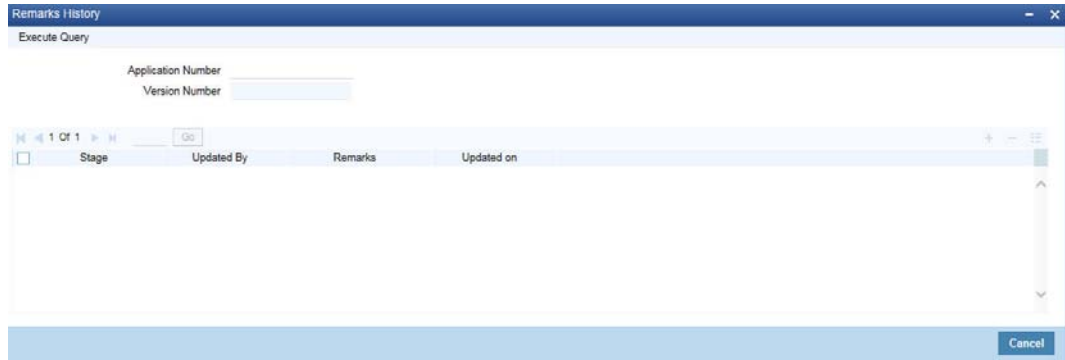 Remarks History
Execute Query
Application Number
Version Number
1 Of 1 Go
Stage Updated By Remarks Updated on
Cancel